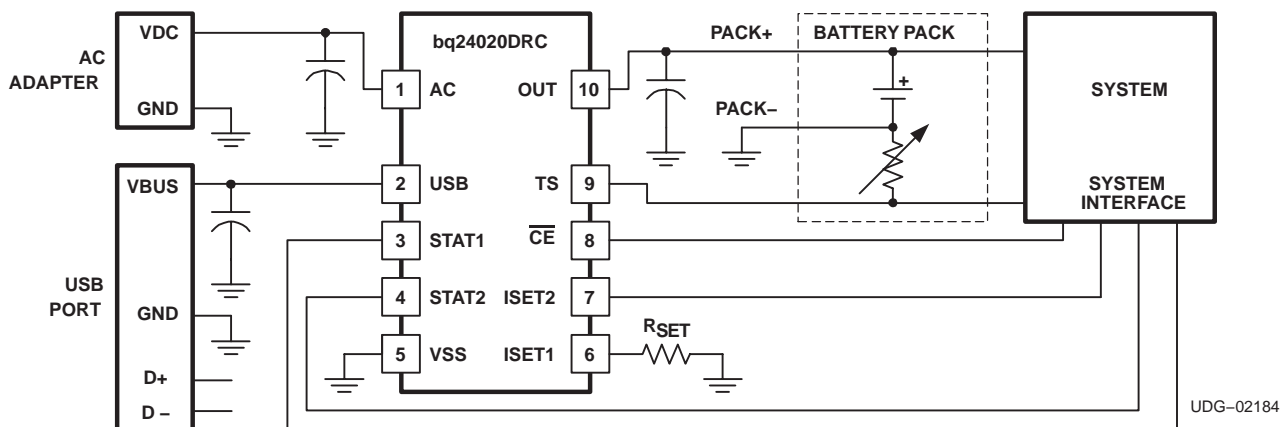 AC ADAPTER
VDC
GND
USB PORT
VBUS
GND
D+
D –
bq24020DRC
1 AC
2 USB
3 STAT1
4 STAT2
5 VSS
OUT 10
TS 9
CE 8
ISET2 7
ISET1 6
RSET
PACK+
PACK–
BATTERY PACK
+
SYSTEM
SYSTEM INTERFACE
UDG–02184